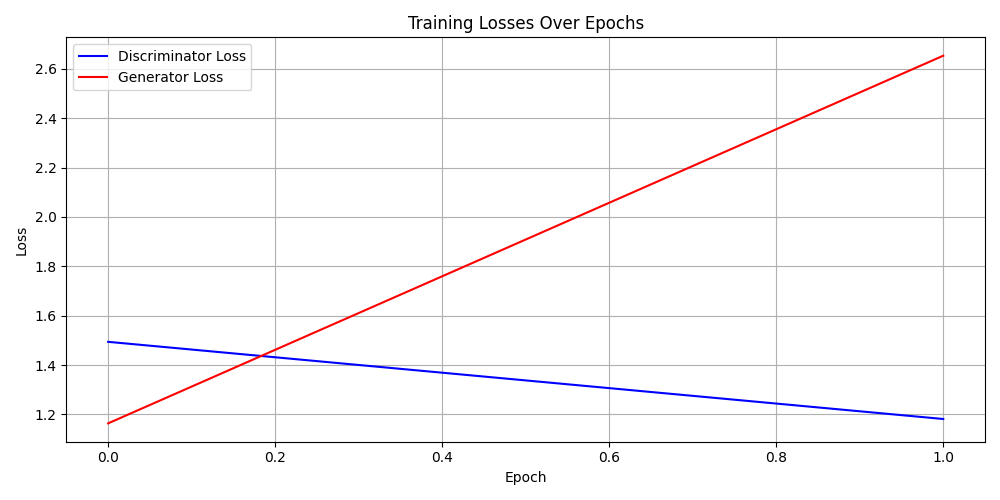 Training Losses Over Epochs
Discriminator Loss
Generator Loss
2.6
2.4
2.2
2.0
1.8
1.6
1.4
1.2
Loss
0.0 0.2 0.4 0.6 0.8 1.0
Epoch